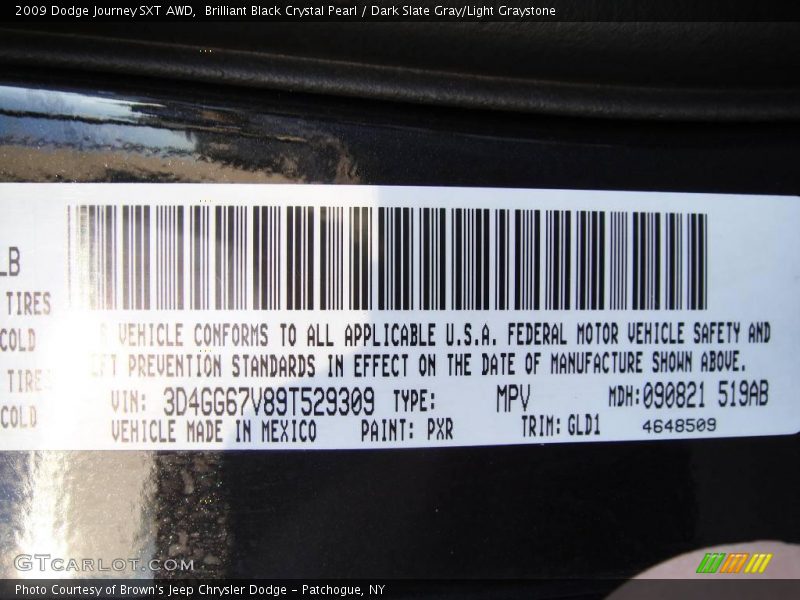 2009 Dodge Journey SXT AWD,  Brilliant Black Crystal Pearl / Dark Slate Gray/Light Graystone
LB
TIRES
COLD
TIRE
COLD
VEHICLE CONFORMS TO ALL APPLICABLE U.S.A. FEDERAL MOTOR VEHICLE SAFETY AND
PREVENTION STANDARDS IN EFFECT ON THE DATE OF MANUFACTURE SHOWN ABOVE.
VIN: 3D4GG67V89T529309 TYPE: MPV MDH:090821 519AB
VEHICLE MADE IN MEXICO PAINT: PXR TRIM:GLD1 4648509
GTCARLOT.COM
Photo Courtesy of Brown's Jeep Chrysler Dodge - Patchogue, NY